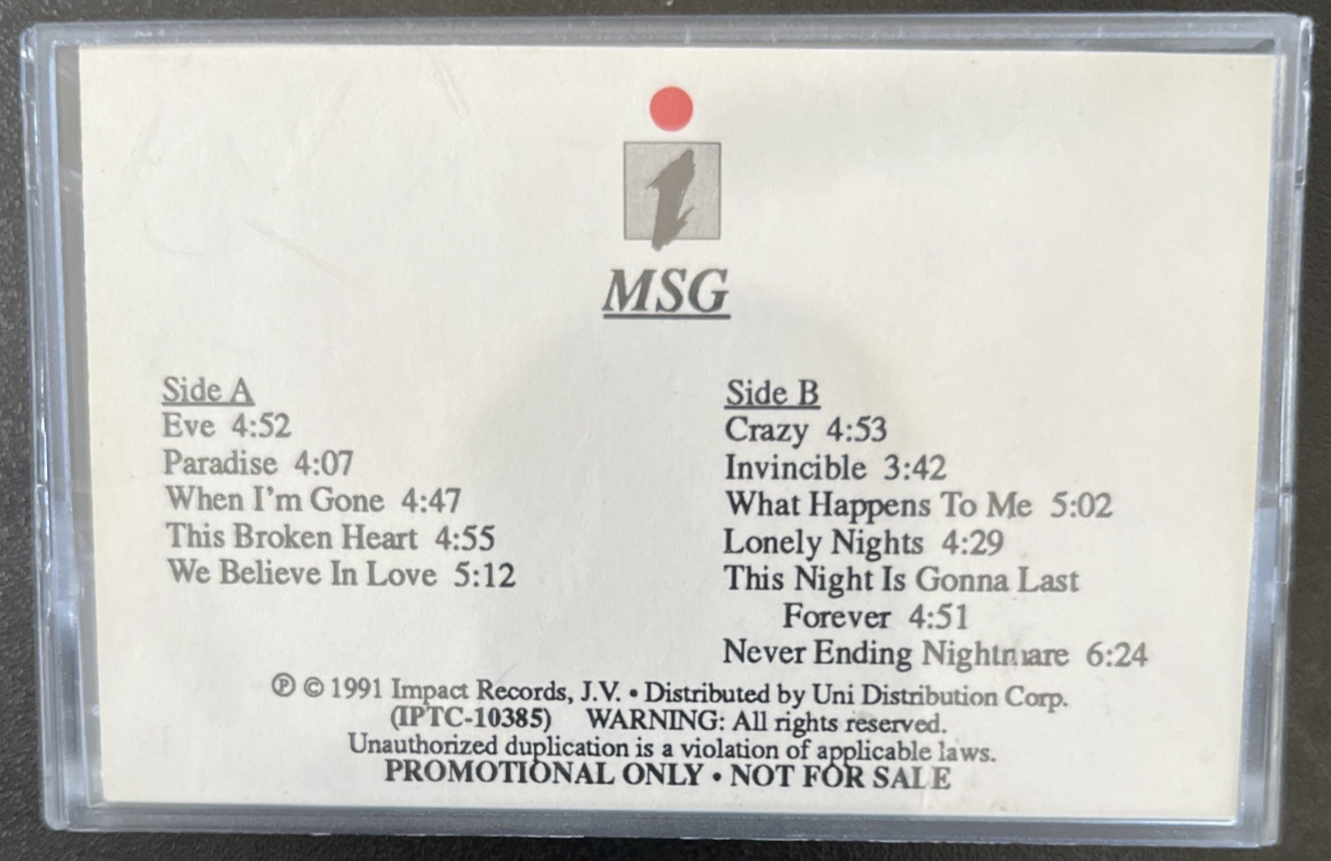 i
MSG
Side A
Eve 4:52
Paradise 4:07
When I'm Gone 4:47
This Broken Heart 4:55
We Believe In Love 5:12
Side B
Crazy 4:53
Invincible 3:42
What Happens To Me 5:02
Lonely Nights 4:29
This Night Is Gonna Last
Forever 4:51
Never Ending Nightmare 6:24
℗ © 1991 Impact Records, J.V. • Distributed by Uni Distribution Corp.
(IPTC-10385) WARNING: All rights reserved.
Unauthorized duplication is a violation of applicable laws.
PROMOTIONAL ONLY • NOT FOR SALE